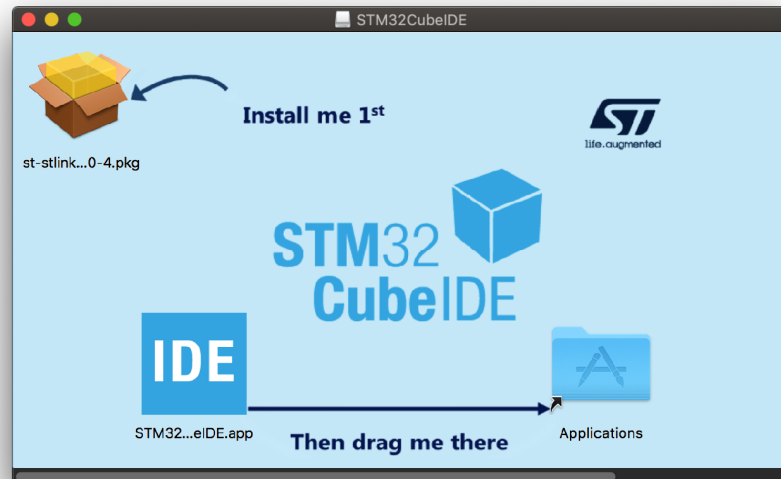 STM32CubeIDE
Install me 1st
st-stlink...0-4.pkg
ST
life.augmented
STM32
CubeIDE
IDE
STM32...eIDE.app
Then drag me there
Applications